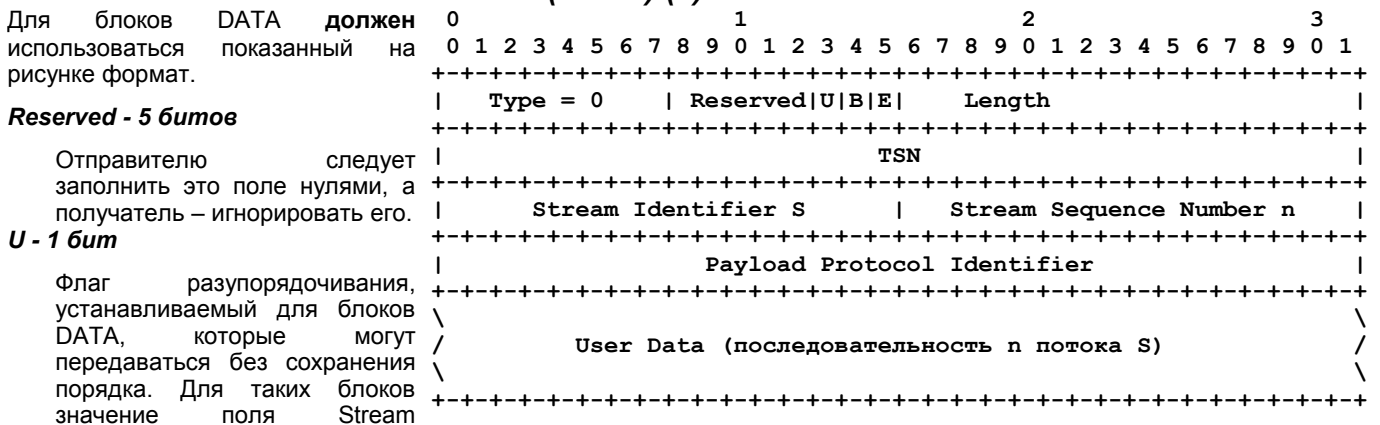 Для блоков DATA должен
использоваться показанный на
рисунке формат.
Reserved - 5 битов
Отправителю следует
заполнить это поле нулями, а
получатель – игнорировать его.
U - 1 бит
Флаг разупорядочивания,
устанавливаемый для блоков
DATA, которые могут
передаваться без сохранения
порядка. Для таких блоков
значение поля Stream
0 1 2 3
0 1 2 3 4 5 6 7 8 9 0 1 2 3 4 5 6 7 8 9 0 1 2 3 4 5 6 7 8 9 0 1
+-+-+-+-+-+-+-+-+-+-+-+-+-+-+-+-+-+-+-+-+-+-+-+-+-+-+-+-+-+-+-+-+
| Type = 0 | Reserved|U|B|E| Length |
+-+-+-+-+-+-+-+-+-+-+-+-+-+-+-+-+-+-+-+-+-+-+-+-+-+-+-+-+-+-+-+-+
| TSN |
+-+-+-+-+-+-+-+-+-+-+-+-+-+-+-+-+-+-+-+-+-+-+-+-+-+-+-+-+-+-+-+-+
| Stream Identifier S | Stream Sequence Number n |
+-+-+-+-+-+-+-+-+-+-+-+-+-+-+-+-+-+-+-+-+-+-+-+-+-+-+-+-+-+-+-+-+
| Payload Protocol Identifier |
+-+-+-+-+-+-+-+-+-+-+-+-+-+-+-+-+-+-+-+-+-+-+-+-+-+-+-+-+-+-+-+-+
\ \
/ User Data (последовательность n потока S) /
\ \
+-+-+-+-+-+-+-+-+-+-+-+-+-+-+-+-+-+-+-+-+-+-+-+-+-+-+-+-+-+-+-+-+